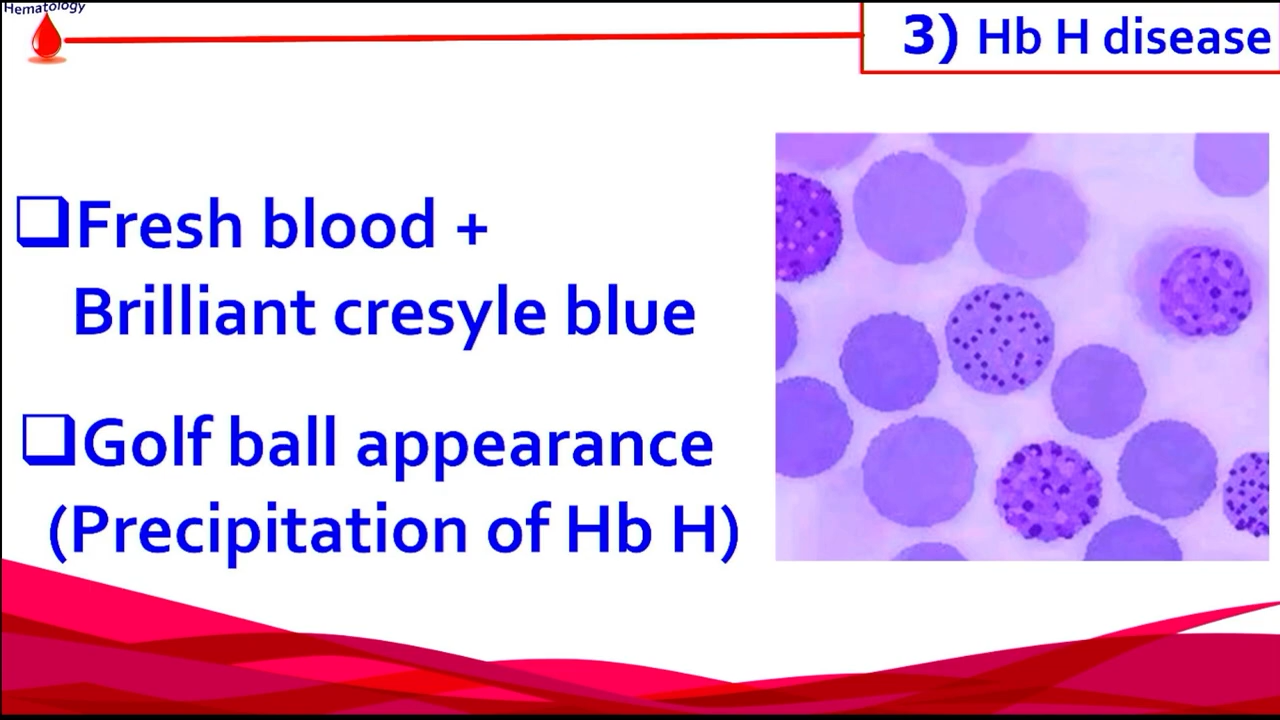 Hematology
3) Hb H disease
❑Fresh blood +
Brilliant cresyle blue
❑Golf ball appearance
(Precipitation of Hb H)